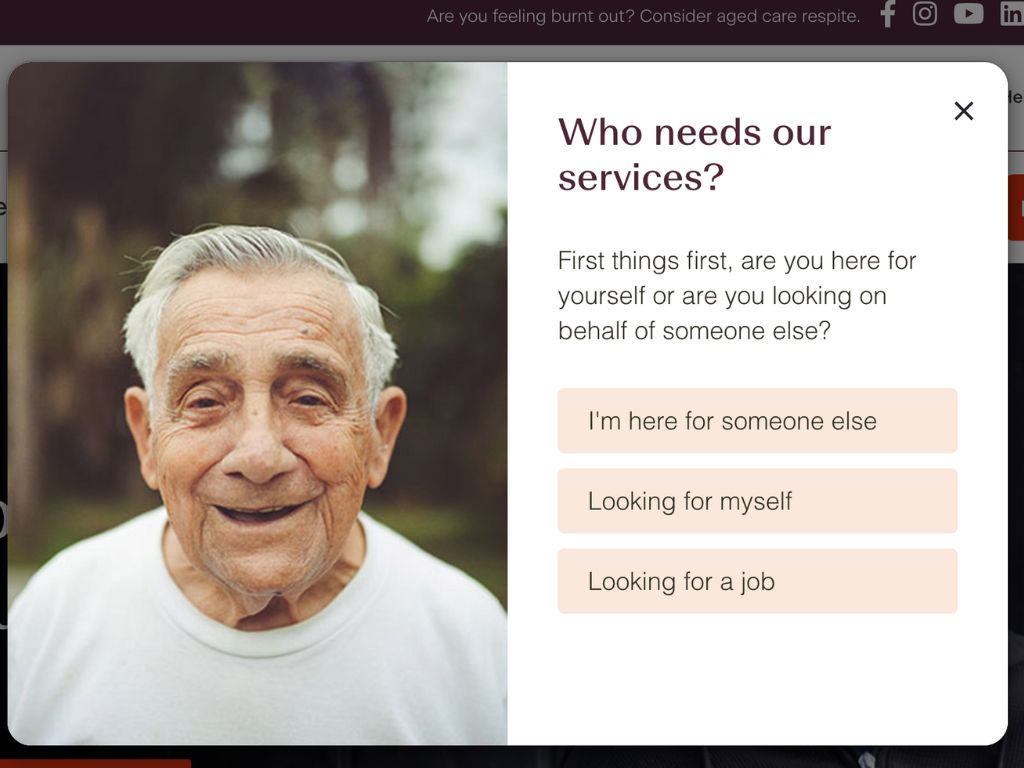 Are you feeling burnt out? Consider aged care respite.
Who needs our
services?
First things first, are you here for
yourself or are you looking on
behalf of someone else?
I'm here for someone else
Looking for myself
Looking for a job